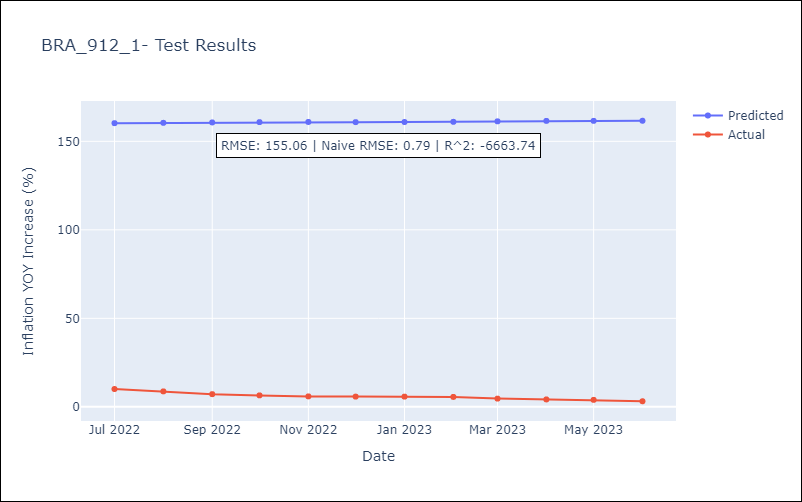 BRA_912_1- Test Results
Predicted
Actual
RMSE: 155.06 | Naive RMSE: 0.79 | R^2: -6663.74
Inflation YOY Increase (%)
150
100
50
0
Jul 2022 Sep 2022 Nov 2022 Jan 2023 Mar 2023 May 2023
Date